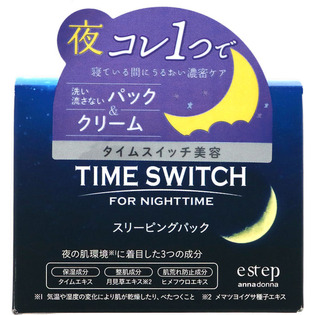 夜コレ1つで
寝ている間にうるおい濃密ケア
洗い
流さない パック
&
クリーム
タイムスイッチ美容
TIME SWITCH
FOR NIGHTTIME
スリーピングパック
夜の肌環境※1に着目した3つの成分
保湿成分 整肌成分 肌荒れ防止成分
タイムエキス 月見草エキス※2 ヒメフウロエキス
estep
anna donna
※1 気温や湿度の変化により肌が乾燥したり、べたつくこと ※2 メマツヨイグサ種子エキス